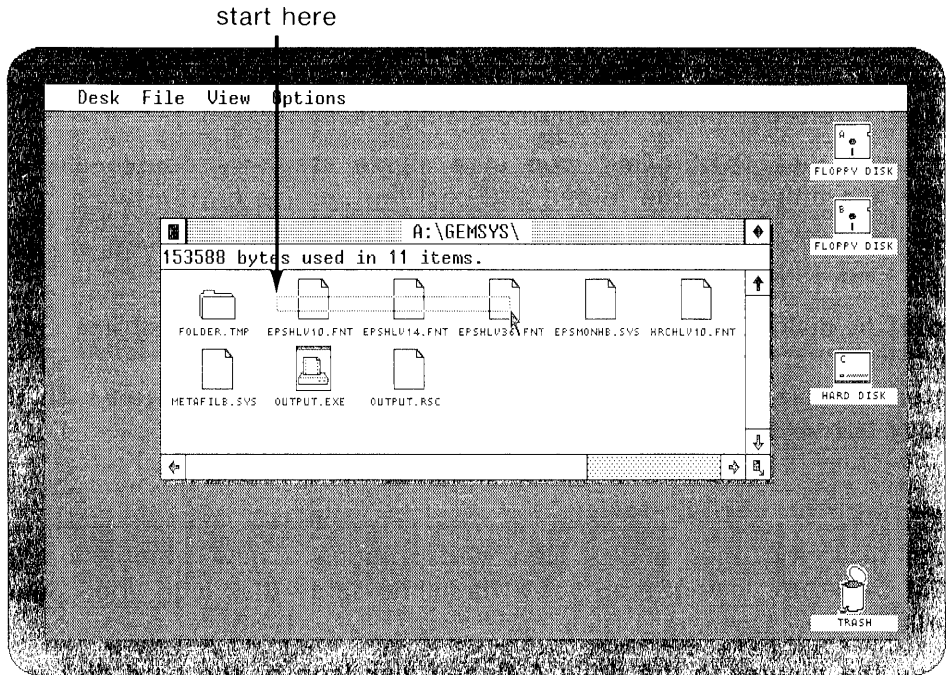 start here
Desk File View Options
A
FLOPPY DISK
B
FLOPPY DISK
A:\GEMSYS\
153588 bytes used in 11 items.
FOLDER.TMP EPSHLV10.FNT EPSHLV14.FNT EPSHLV36.FNT EPSMONHB.SYS HRCHLV10.FNT
METAFILB.SYS OUTPUT.EXE OUTPUT.RSC
C
HARD DISK
TRASH